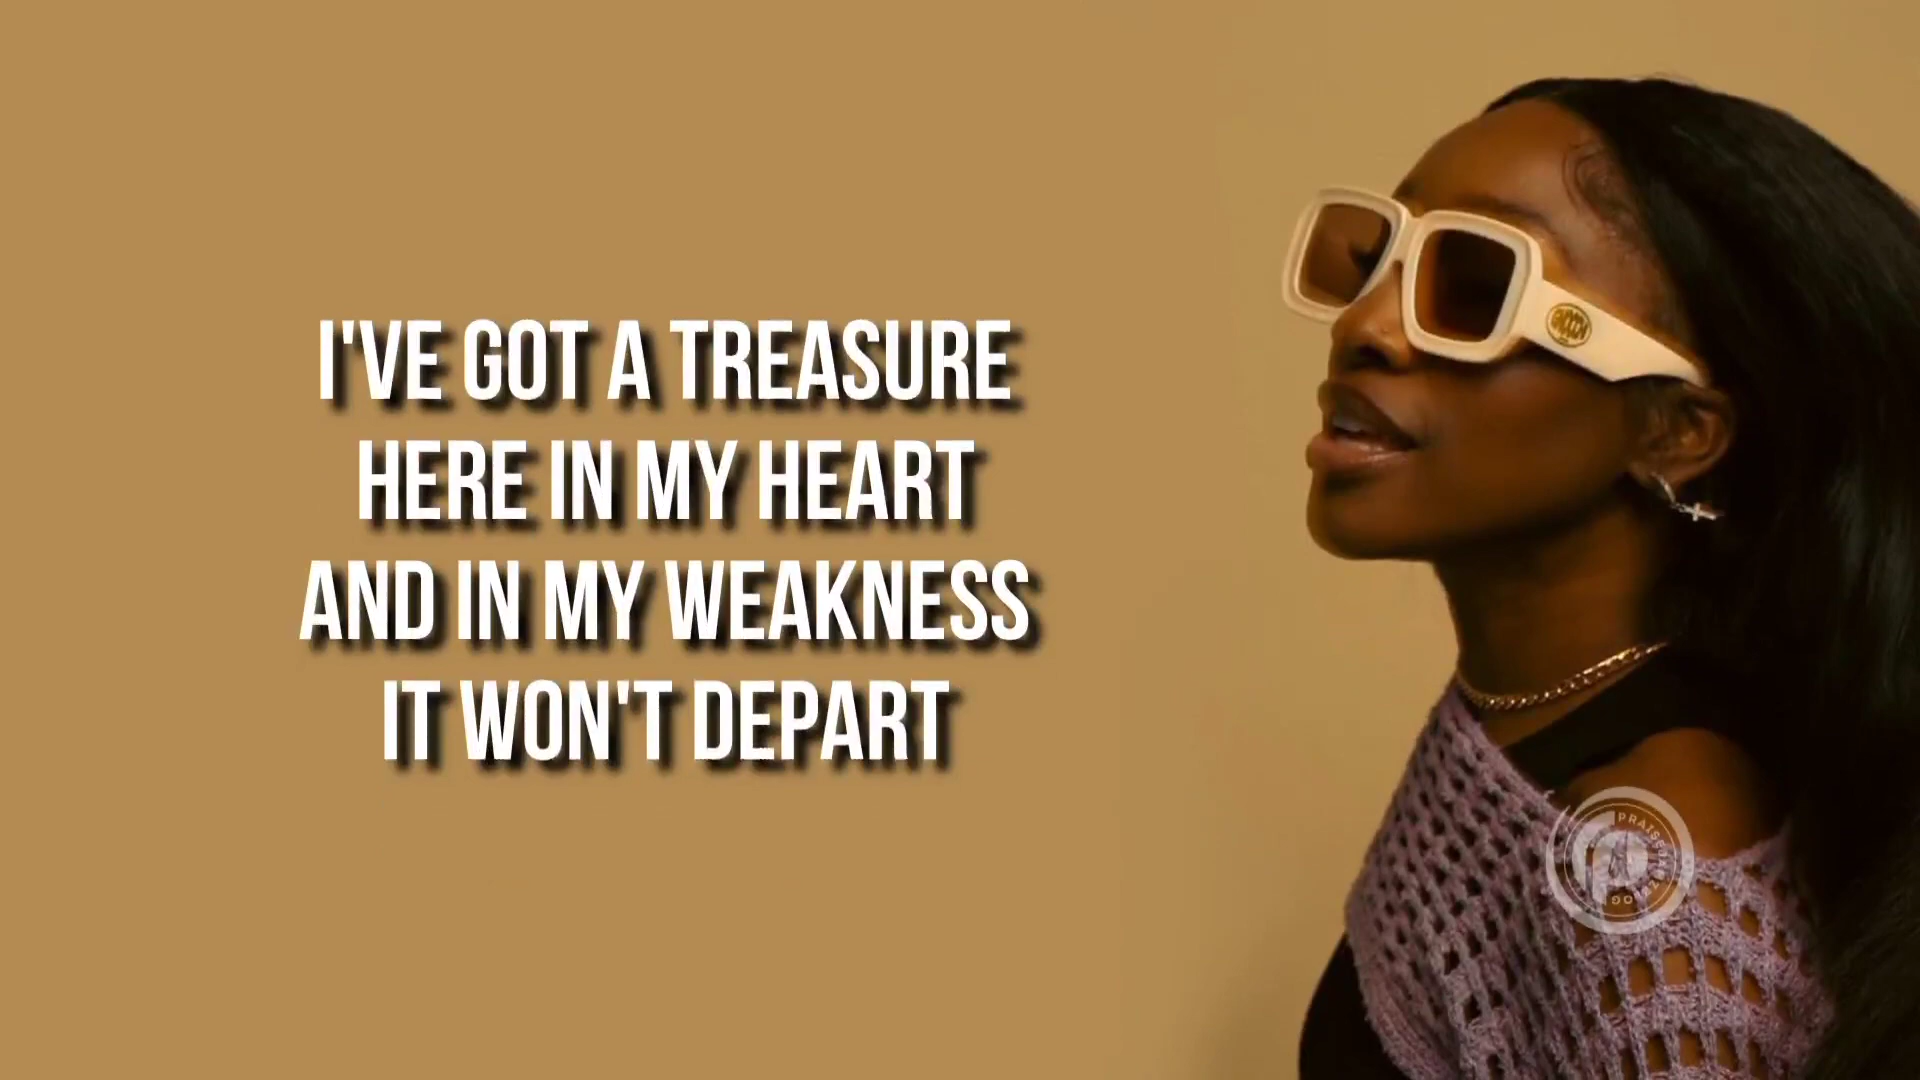 I'VE GOT A TREASURE
HERE IN MY HEART
AND IN MY WEAKNESS
IT WON'T DEPART